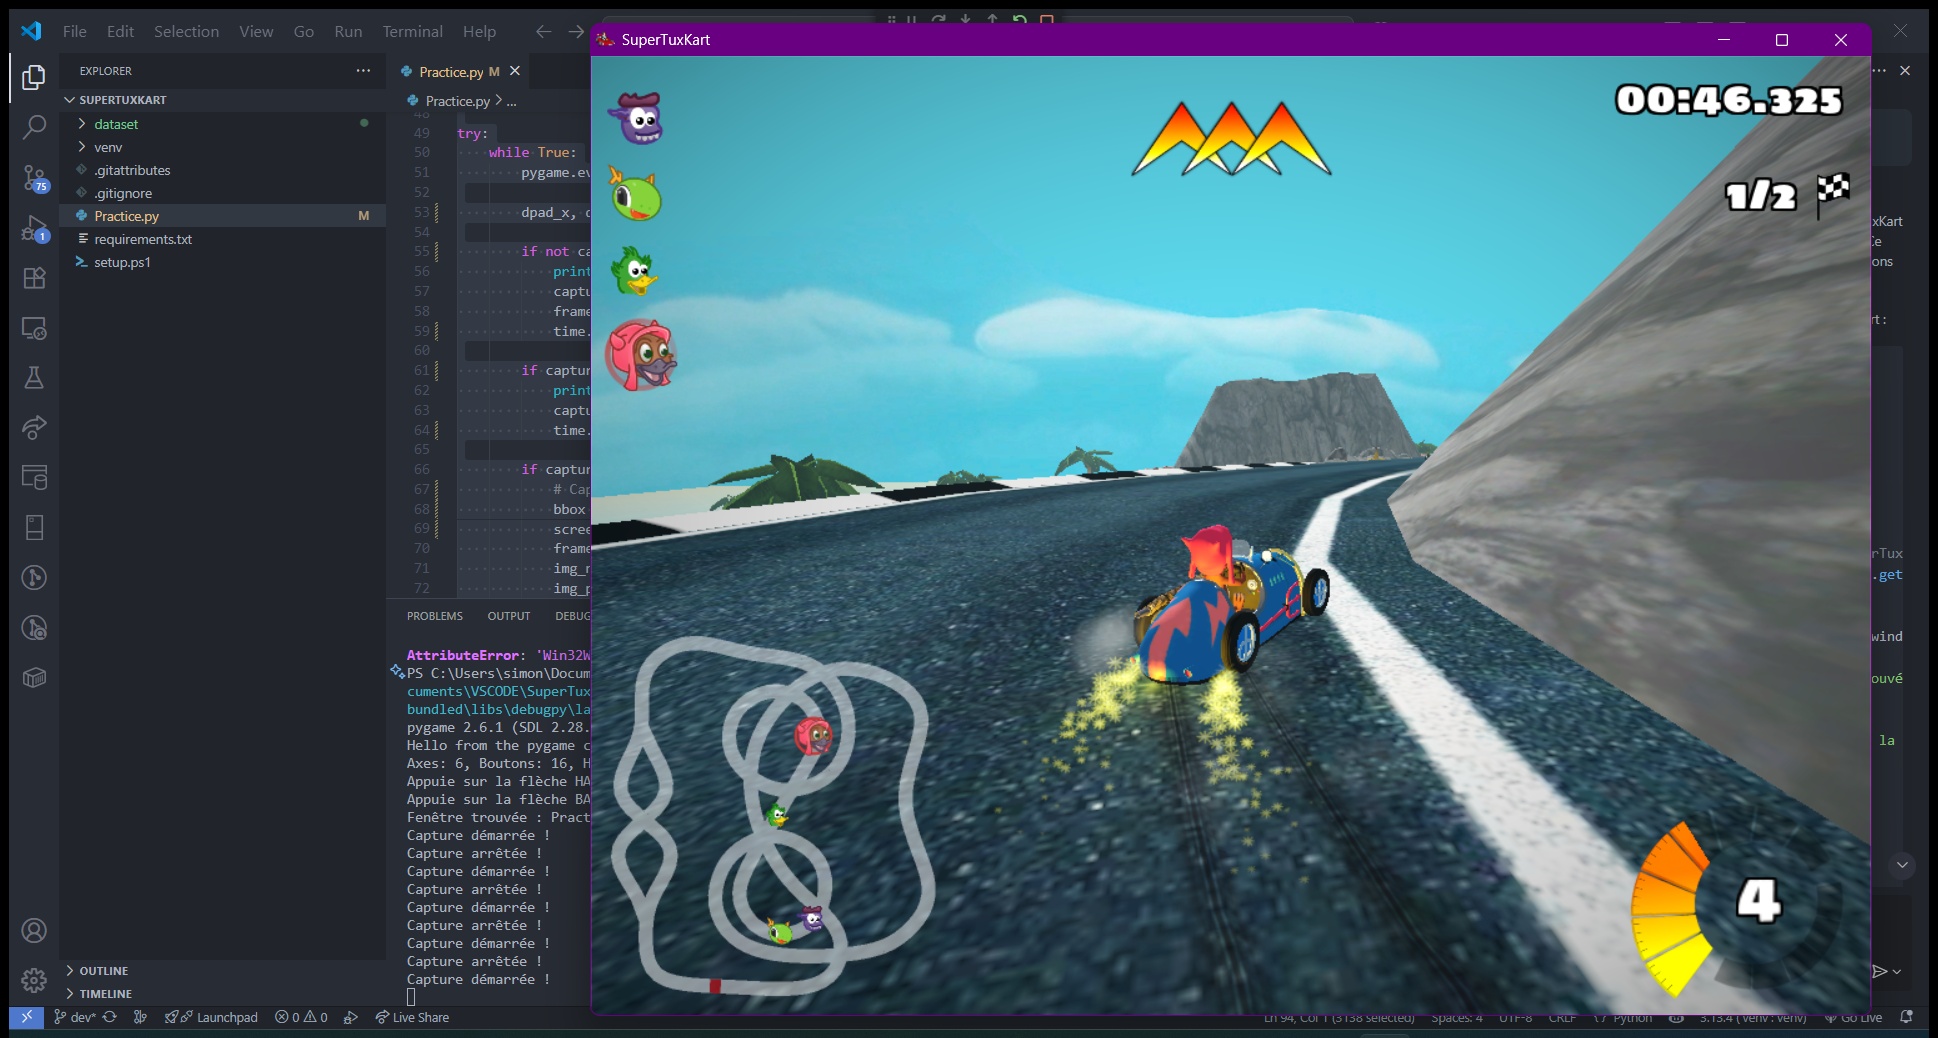 File Edit Selection View Go Run Terminal Help
EXPLORER
SUPERTUXKART
dataset
venv
.gitattributes
.gitignore
Practice.py M
requirements.txt
setup.ps1
OUTLINE
TIMELINE
75
1
Practice.py M
Practice.py > ...
48
49 try:
50 while True:
51 pygame.ev
52
53 dpad_x, d
54
55 if not ca
56 print
57 captu
58 frame
59 time.
60
61 if captur
62 print
63 captu
64 time.
65
66 if captur
67 # Cap
68 bbox
69 scree
70 frame
71 img_r
72 img_p
PROBLEMS OUTPUT DEBUG
AttributeError: 'Win32W
PS C:\Users\simon\Docum
cuments\VSCODE\SuperTux
bundled\libs\debugpy\la
pygame 2.6.1 (SDL 2.28.
Hello from the pygame c
Axes: 6, Boutons: 16, H
Appuie sur la flèche HA
Appuie sur la flèche BA
Fenêtre trouvée : Pract
Capture démarrée !
Capture arrêtée !
Capture démarrée !
Capture arrêtée !
Capture démarrée !
Capture arrêtée !
Capture démarrée !
Capture arrêtée !
Capture démarrée !
SuperTuxKart
00:46.325
1/2
4
xKart
ons
rt:
rTux
.get
wind
ouvé
la
dev* Launchpad 0 0 Live Share
Ln 94, Col 1 (3138 selected) Spaces: 4 UTF-8 CRLF Python 3.13.4 ('venv': venv) Go Live